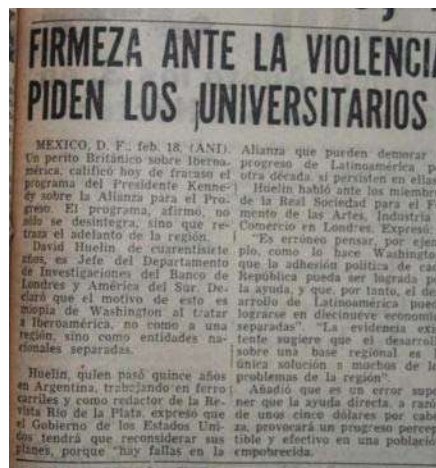 FIRMEZA ANTE LA VIOLENCIA
PIDEN LOS ¡UNIVERSITARIOS
MEXICO, D. F., feb. 18. (ANI).
Un perito Británico sobre Iberoa-
mérica, calificó hoy de fracaso el
programa del Presidente Kenne-
dy sobre la Alianza para el Pro-
greso. El programa, afirmó, no
sólo se desintegra, sino que re-
traza el adelanto de la región.
David Huelin de cuarentisiete
años, es Jefe del Departamento
de Investigaciones del Banco de
Londres y América del Sur. De-
claró que el motivo de esto es
miopía de Washington al tratar
a Iberoamérica, no como a una
región, sino como entidades na-
cionales separadas.
Huelin, quien pasó quince años
en Argentina, trabajando en ferro
carriles y como redactor de la Re-
vista Río de la Plata, expresó que
el Gobierno de los Estados Uni-
dos tendrá que reconsiderar sus
planes, porque "hay fallas en la
Alianza que pueden demorar
progreso de Latinoamérica
otra década, si persisten en ellas
Huelin habló ante los miembr
de la Real Sociedad para el F
mento de las Artes, Industria
Comercio en Londres. Expresó:
"Es erróneo pensar, por ejem
plo, como lo hace Washington
que la adhesión política de cad
República pueda ser lograda p
la ayuda, y que, por tanto, el de
arrollo de Latinoamérica pued
lograrse en diecinueve economí
separadas". "La evidencia exis
tente sugiere que el desarroll
sobre una base regional es
única solución a muchos de lo
problemas de la región".
Añadió que es un error supo
ner que la ayuda directa, a razó
de unos cinco dólares por cabe
za, provocará un progreso percep
tible y efectivo en una població
empobrecida.